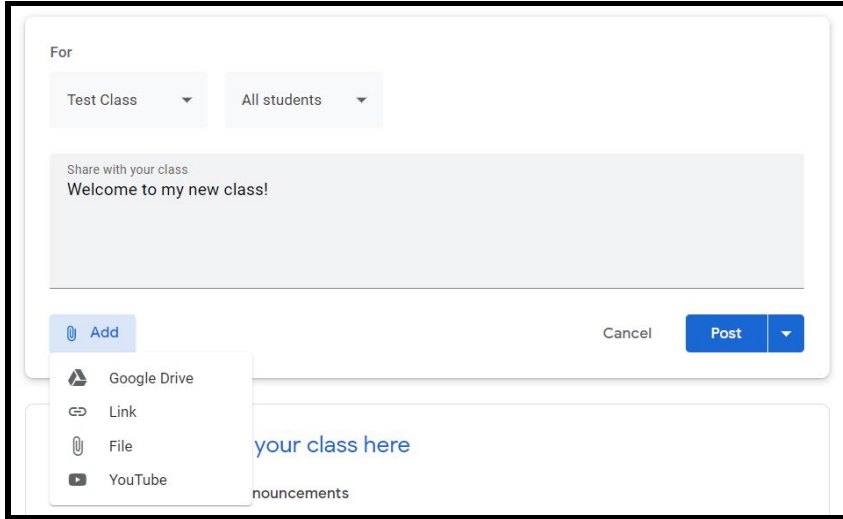 For
Test Class All students
Share with your class
Welcome to my new class!
Add Cancel Post
Google Drive
Link
your class here
File
YouTube